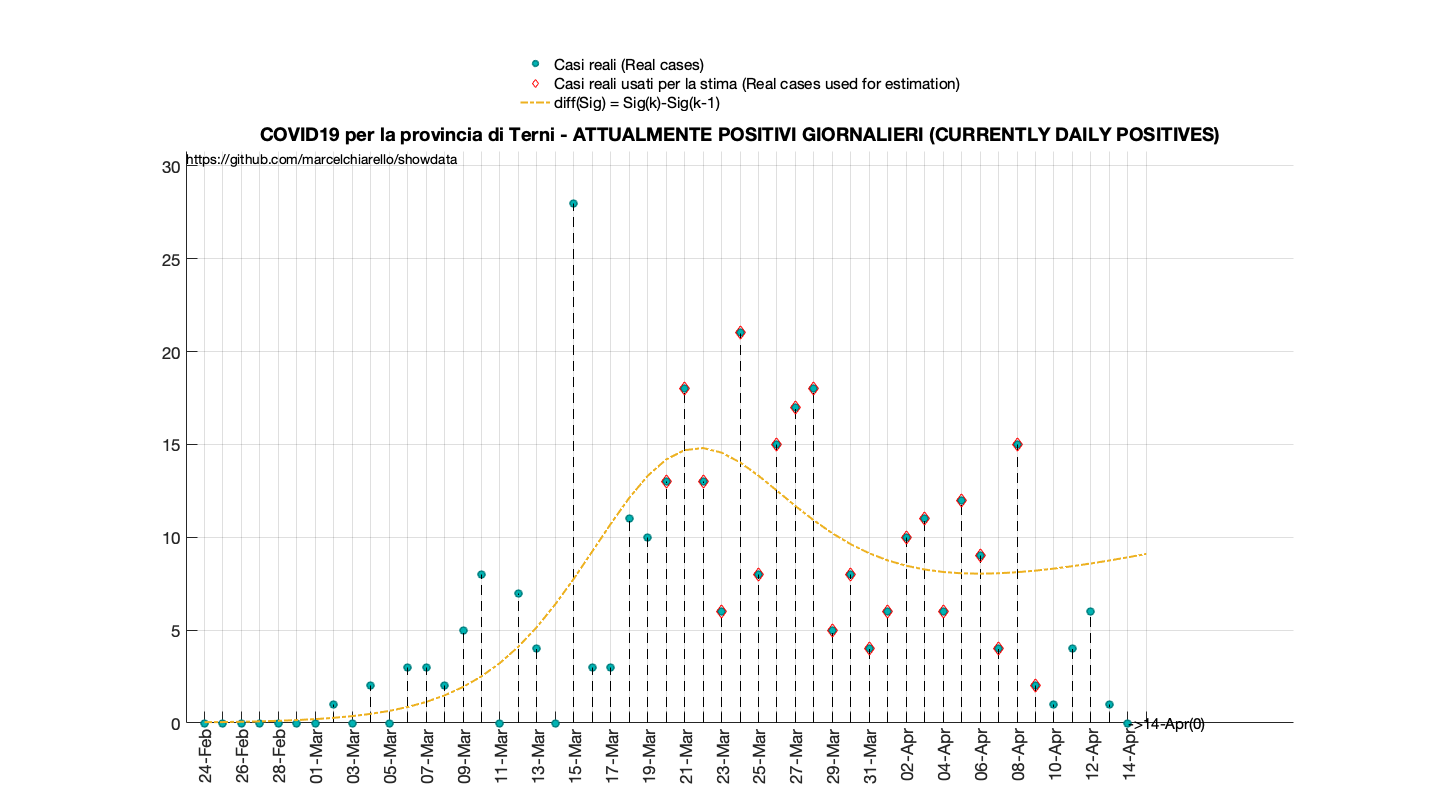 Casi reali (Real cases)
Casi reali usati per la stima (Real cases used for estimation)
diff(Sig) = Sig(k)-Sig(k-1)
COVID19 per la provincia di Terni - ATTUALMENTE POSITIVI GIORNALIERI (CURRENTLY DAILY POSITIVES)
https://github.com/marcelchiarello/showdata
30
25
20
15
10
5
0
->14-Apr(0)
24-Feb
26-Feb
28-Feb
01-Mar
03-Mar
05-Mar
07-Mar
09-Mar
11-Mar
13-Mar
15-Mar
17-Mar
19-Mar
21-Mar
23-Mar
25-Mar
27-Mar
29-Mar
31-Mar
02-Apr
04-Apr
06-Apr
08-Apr
10-Apr
12-Apr
14-Apr